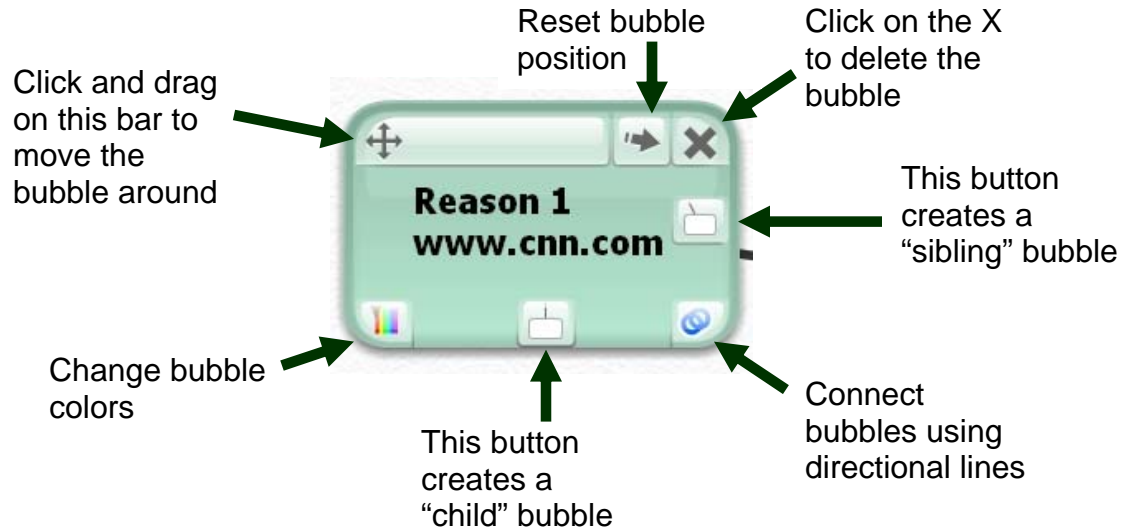 Reset bubble
position
Click on the X
to delete the
bubble
Click and drag
on this bar to
move the
bubble around
Reason 1
www.cnn.com
This button
creates a
“sibling” bubble
Change bubble
colors
This button
creates a
“child” bubble
Connect
bubbles using
directional lines